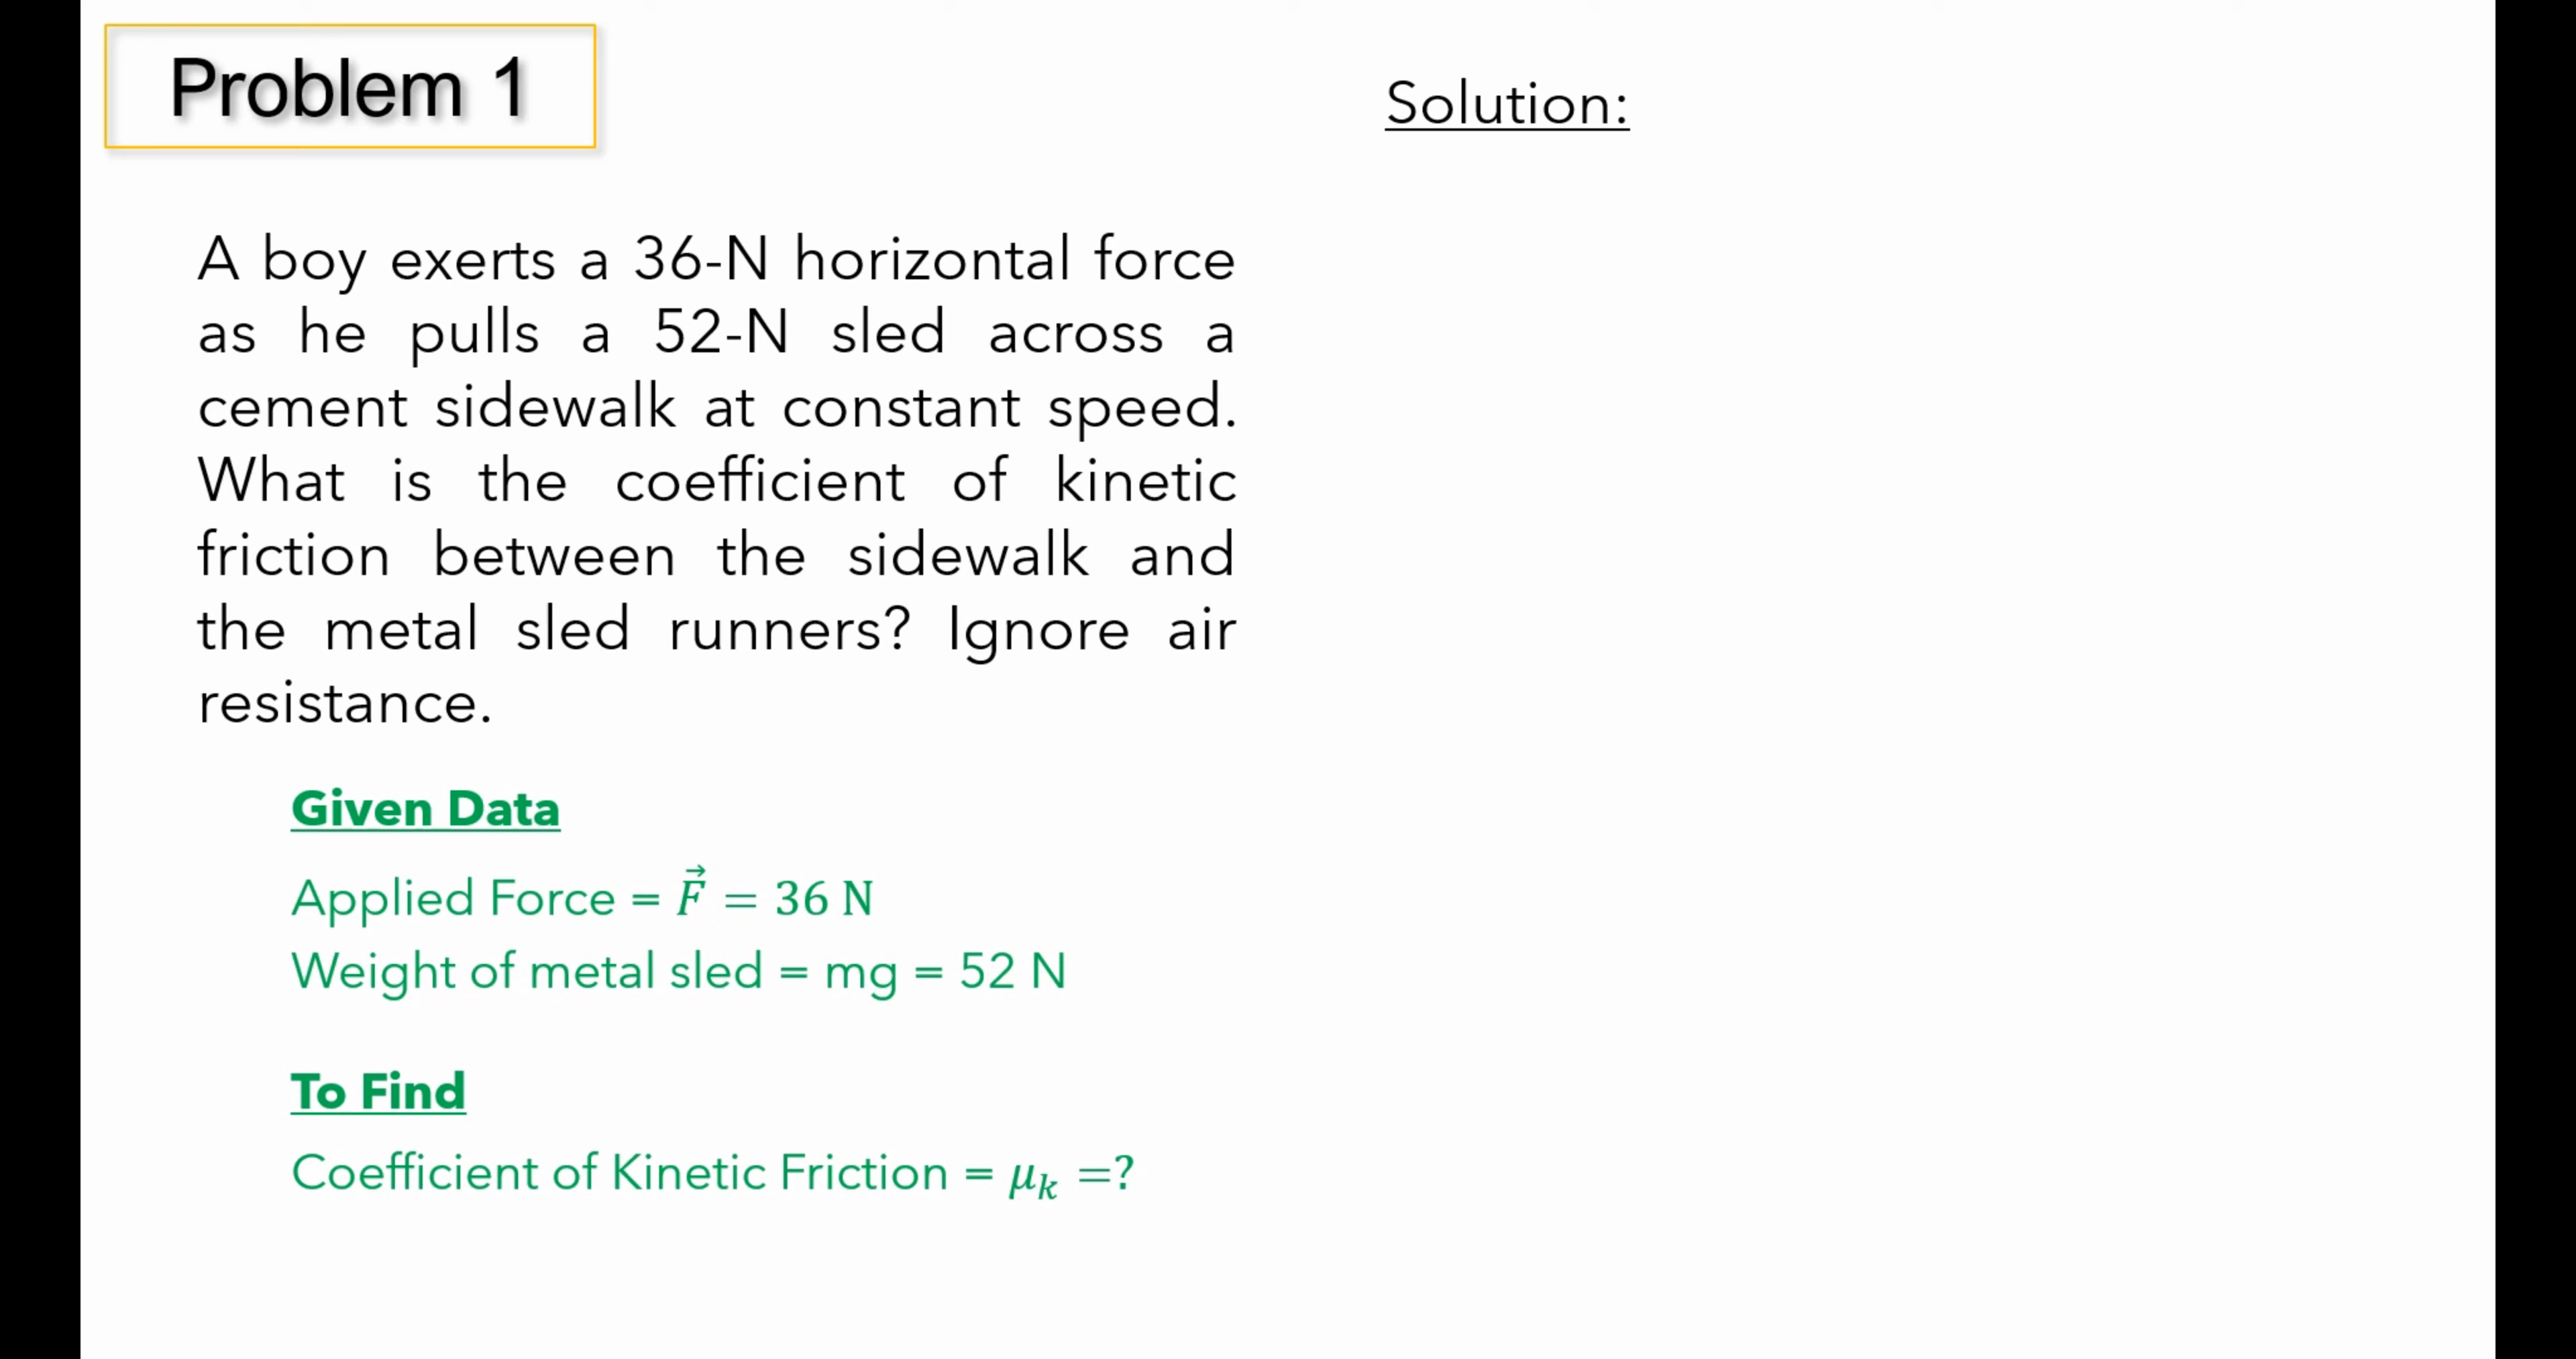 Problem 1
A boy exerts a 36-N horizontal force
as he pulls a 52-N sled across a
cement sidewalk at constant speed.
What is the coefficient of kinetic
friction between the sidewalk and
the metal sled runners? Ignore air
resistance.
Given Data
Applied Force = F⃗ = 36 N
Weight of metal sled = mg = 52 N
To Find
Coefficient of Kinetic Friction = μₖ =?
Solution: